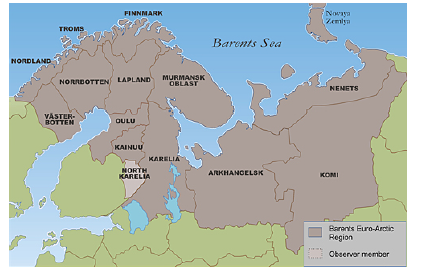 FINNMARK
Novaya
Zemlya
TROMS
Barents Sea
NORDLAND
NORRBOTTEN
LAPLAND
MURMANSK
OBLAST
NENETS
VÄSTER-
BOTTEN
OULU
KAINUU
KARELIA
NORTH
KARELIA
ARKHANGELSK
KOMI
Barents Euro-Arctic
Region
Observer member